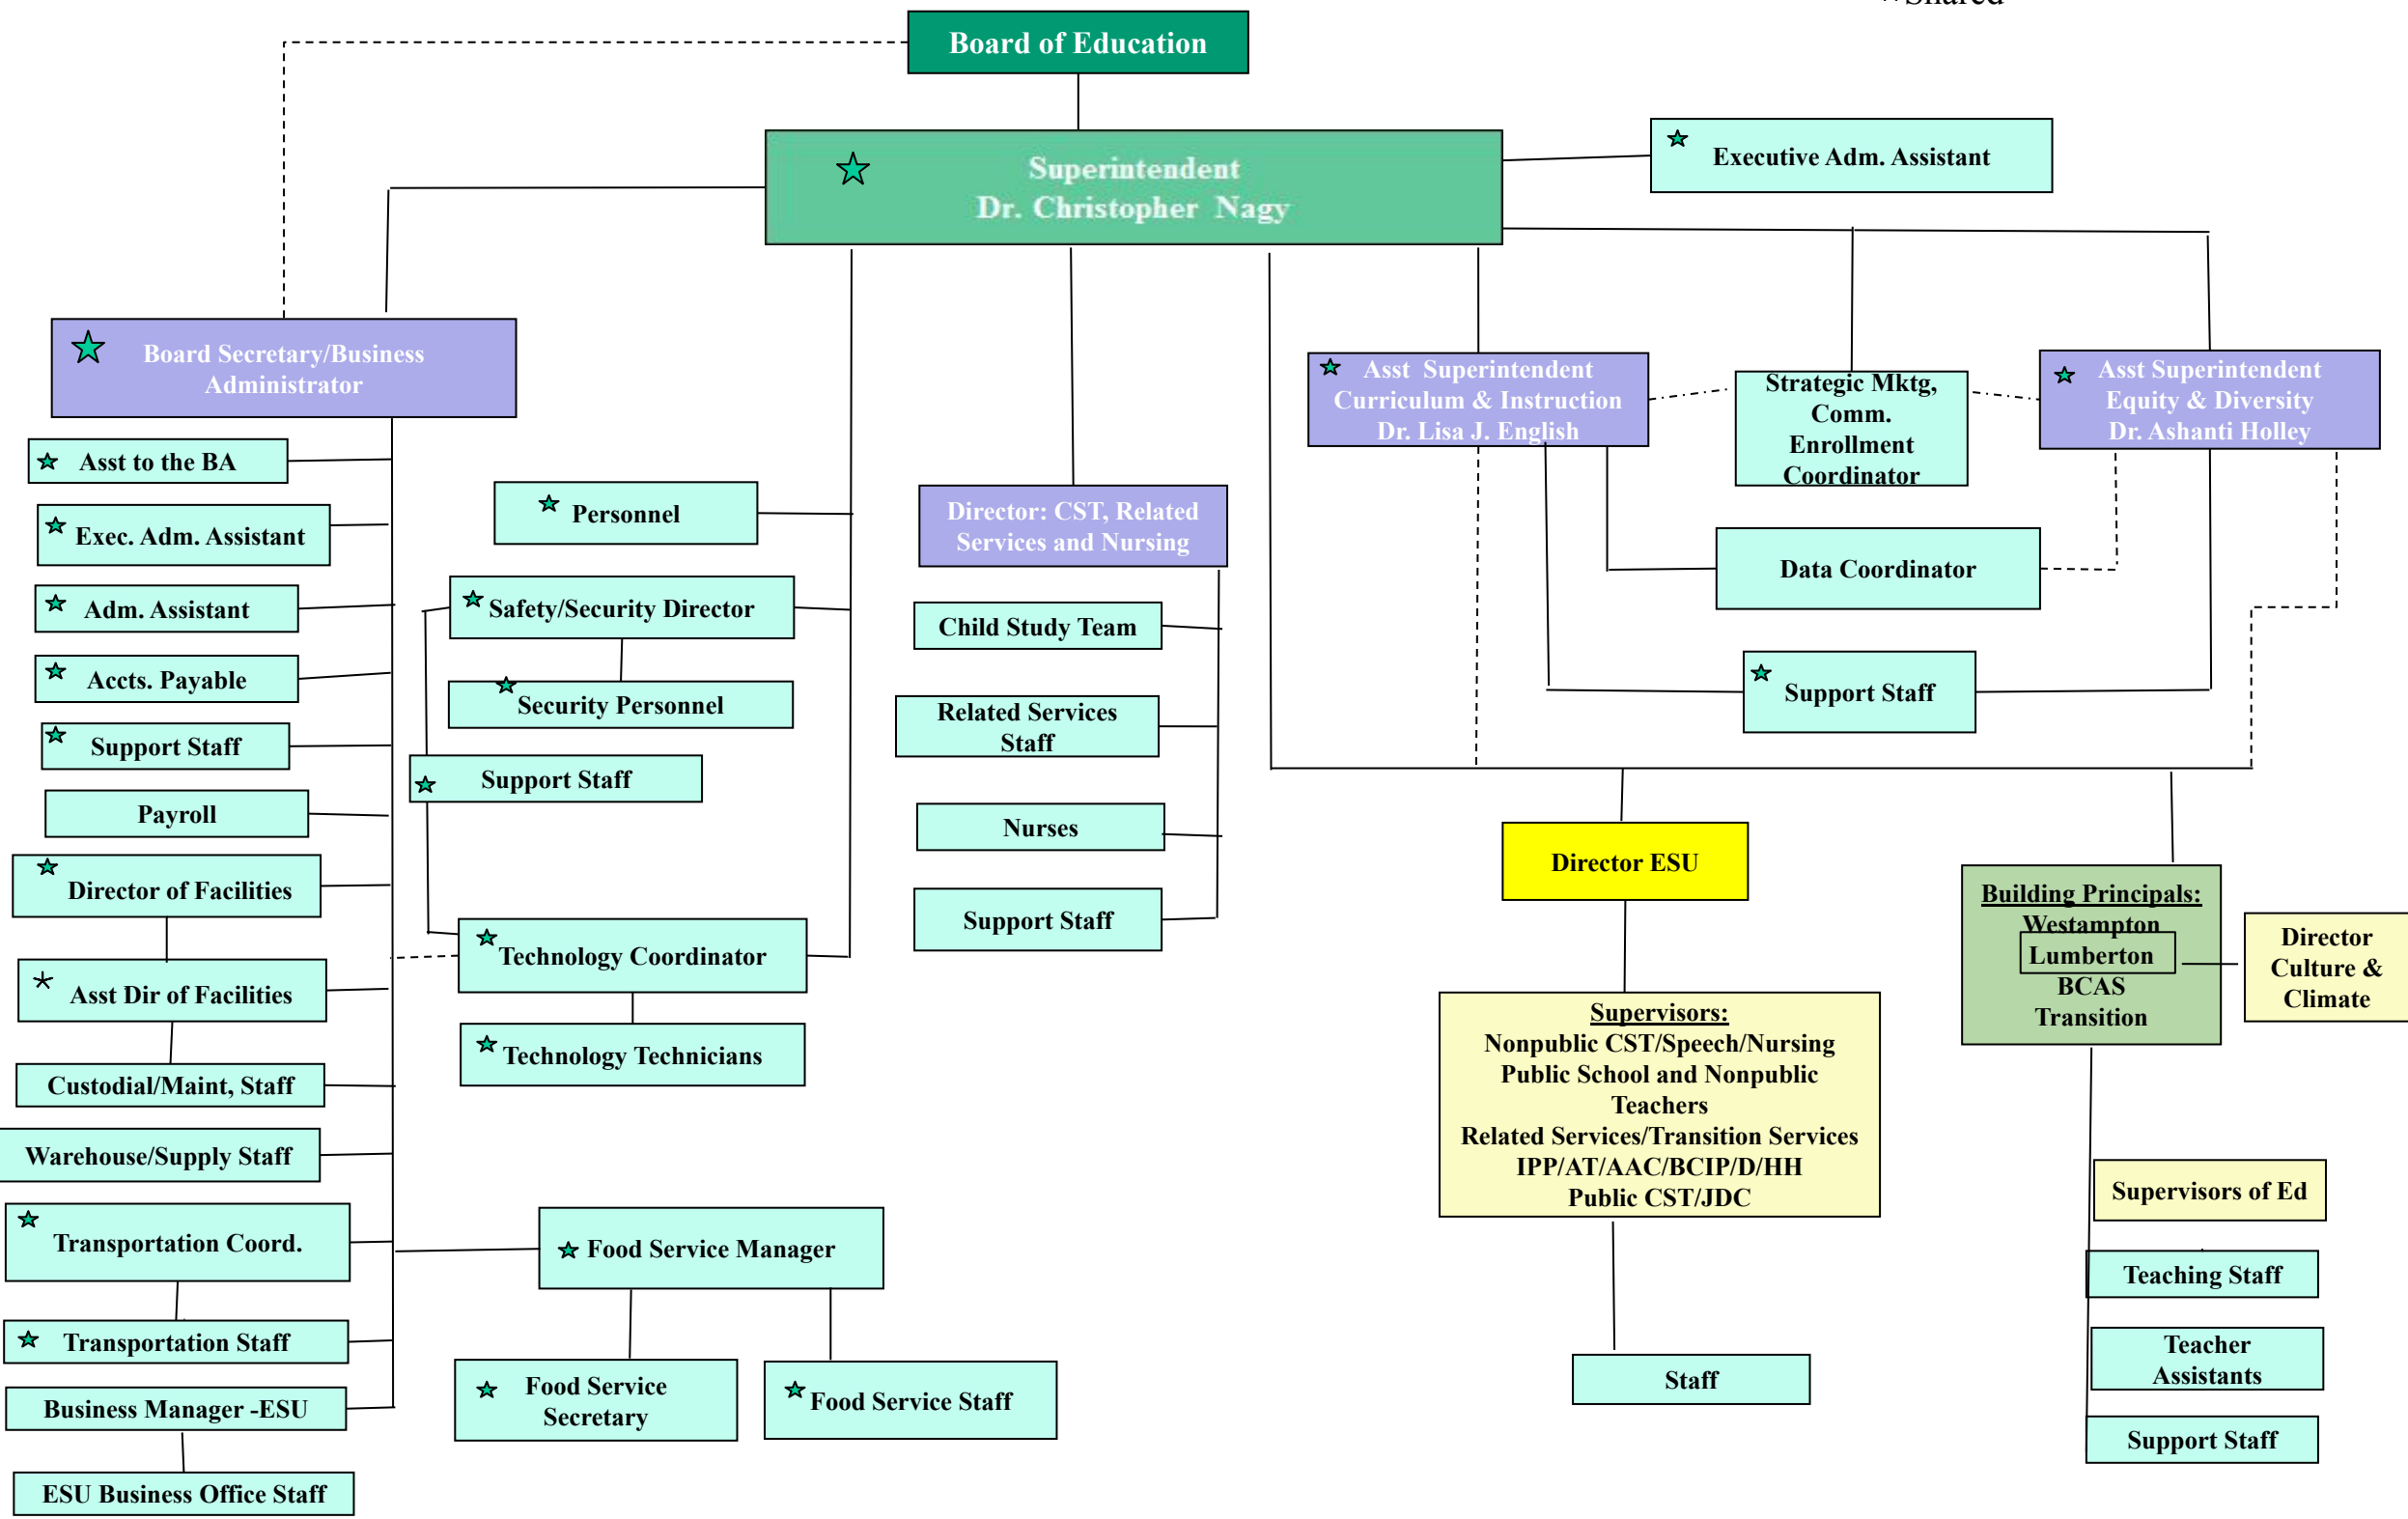 Shared
Board of Education
Superintendent
Dr. Christopher Nagy
Executive Adm. Assistant
Board Secretary/Business
Administrator
Asst to the BA
Exec. Adm. Assistant
Adm. Assistant
Accts. Payable
Support Staff
Payroll
Director of Facilities
Asst Dir of Facilities
Custodial/Maint, Staff
Warehouse/Supply Staff
Transportation Coord.
Transportation Staff
Business Manager -ESU
ESU Business Office Staff
Personnel
Safety/Security Director
Security Personnel
Support Staff
Technology Coordinator
Technology Technicians
Food Service Manager
Food Service
Secretary
Food Service Staff
Director: CST, Related
Services and Nursing
Child Study Team
Related Services
Staff
Nurses
Support Staff
Asst Superintendent
Curriculum & Instruction
Dr. Lisa J. English
Strategic Mktg,
Comm.
Enrollment
Coordinator
Asst Superintendent
Equity & Diversity
Dr. Ashanti Holley
Data Coordinator
Support Staff
Director ESU
Supervisors:
Nonpublic CST/Speech/Nursing
Public School and Nonpublic
Teachers
Related Services/Transition Services
IPP/AT/AAC/BCIP/D/HH
Public CST/JDC
Staff
Building Principals:
Westampton
Lumberton
BCAS
Transition
Director
Culture &
Climate
Supervisors of Ed
Teaching Staff
Teacher
Assistants
Support Staff